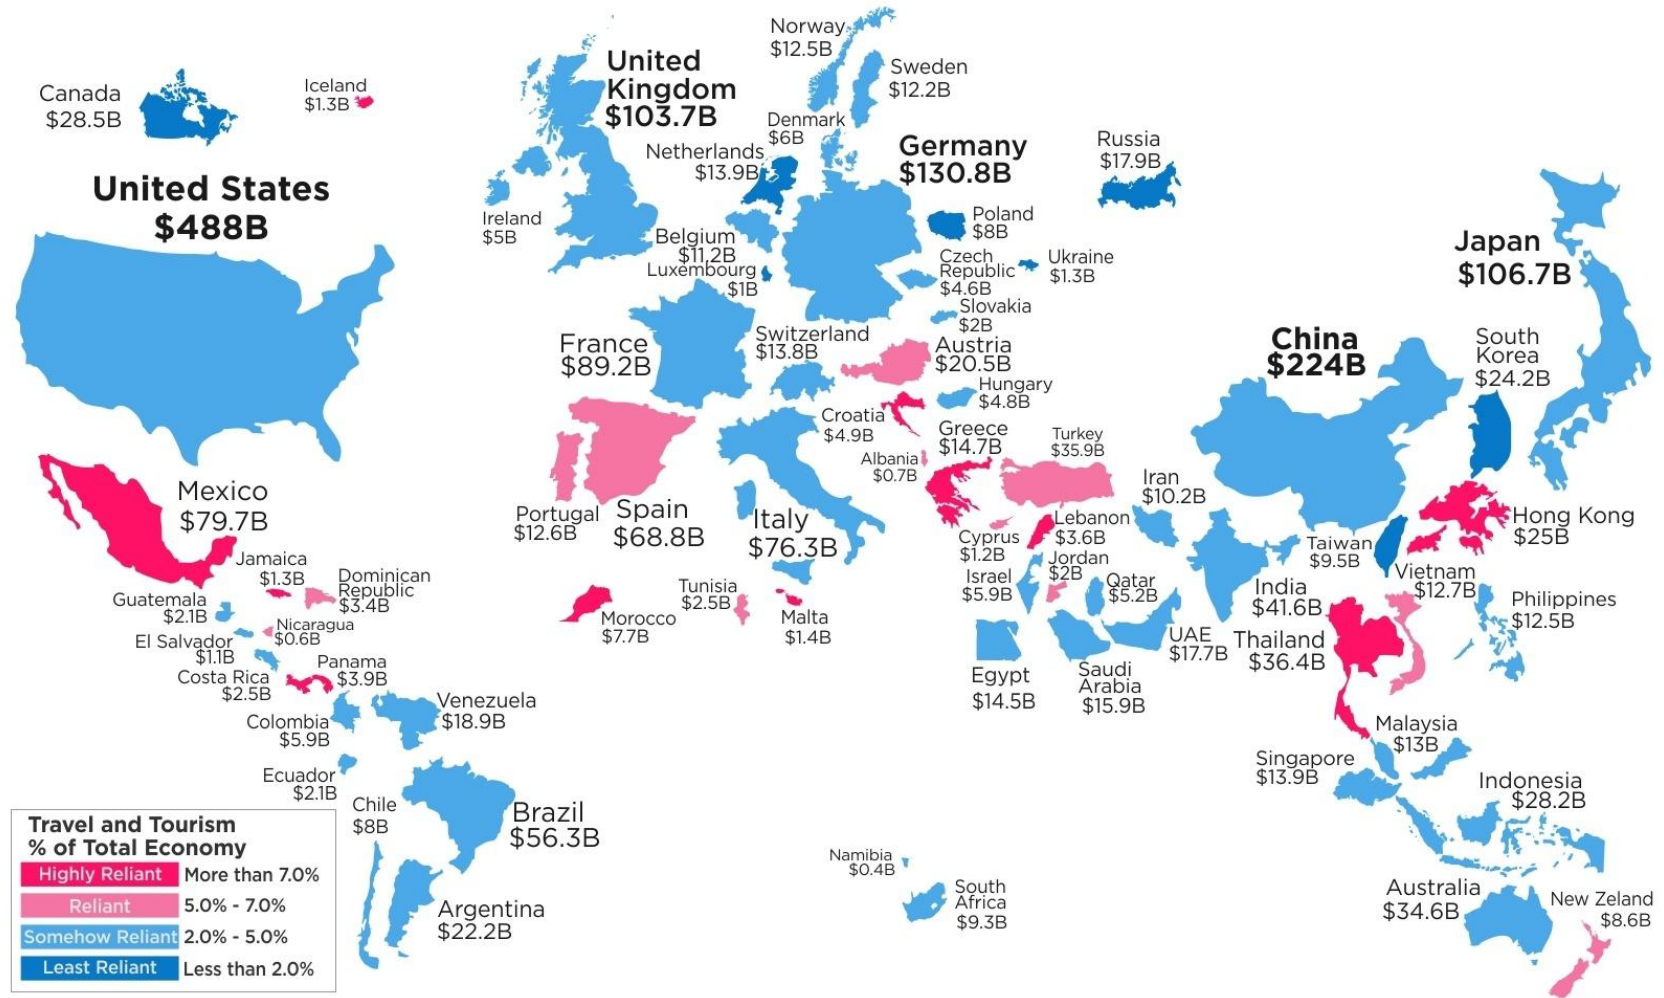 Canada
$28.5B
Iceland
$1.3B
United States
$488B
Mexico
$79.7B
Jamaica
$1.3B
Dominican
Republic
$3.4B
Guatemala
$2.1B
Nicaragua
$0.6B
El Salvador
$1.1B
Costa Rica
$2.5B
Panama
$3.9B
Colombia
$5.9B
Venezuela
$18.9B
Ecuador
$2.1B
Chile
$8B
Brazil
$56.3B
Argentina
$22.2B
United
Kingdom
$103.7B
Ireland
$5B
Norway
$12.5B
Sweden
$12.2B
Denmark
$6B
Netherlands
$13.9B
Germany
$130.8B
Belgium
$11.2B
Luxembourg
$1B
Poland
$8B
Czech
Republic
$4.6B
Slovakia
$2B
Ukraine
$1.3B
Russia
$17.9B
France
$89.2B
Switzerland
$13.8B
Austria
$20.5B
Hungary
$4.8B
Croatia
$4.9B
Greece
$14.7B
Albania
$0.7B
Turkey
$35.9B
Portugal
$12.6B
Spain
$68.8B
Italy
$76.3B
Cyprus
$1.2B
Lebanon
$3.6B
Israel
$5.9B
Jordan
$2B
Qatar
$5.2B
Iran
$10.2B
Morocco
$7.7B
Tunisia
$2.5B
Malta
$1.4B
Egypt
$14.5B
Saudi
Arabia
$15.9B
UAE
$17.7B
Namibia
$0.4B
South
Africa
$9.3B
China
$224B
Japan
$106.7B
South
Korea
$24.2B
Hong Kong
$25B
Taiwan
$9.5B
India
$41.6B
Vietnam
$12.7B
Philippines
$12.5B
Thailand
$36.4B
Malaysia
$13B
Singapore
$13.9B
Indonesia
$28.2B
Australia
$34.6B
New Zeland
$8.6B
Travel and Tourism
% of Total Economy
Highly Reliant More than 7.0%
Reliant 5.0% - 7.0%
Somehow Reliant 2.0% - 5.0%
Least Reliant Less than 2.0%